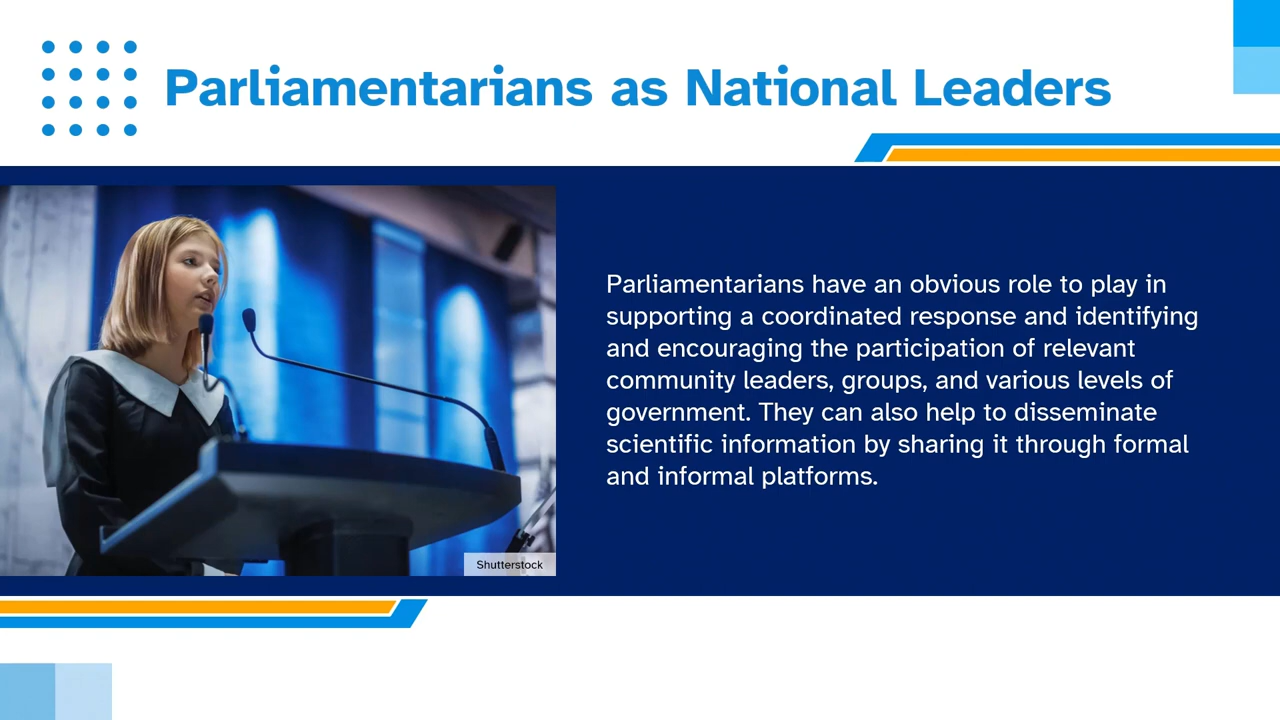 Parliamentarians as National Leaders
Parliamentarians have an obvious role to play in
supporting a coordinated response and identifying
and encouraging the participation of relevant
community leaders, groups, and various levels of
government. They can also help to disseminate
scientific information by sharing it through formal
and informal platforms.
Shutterstock